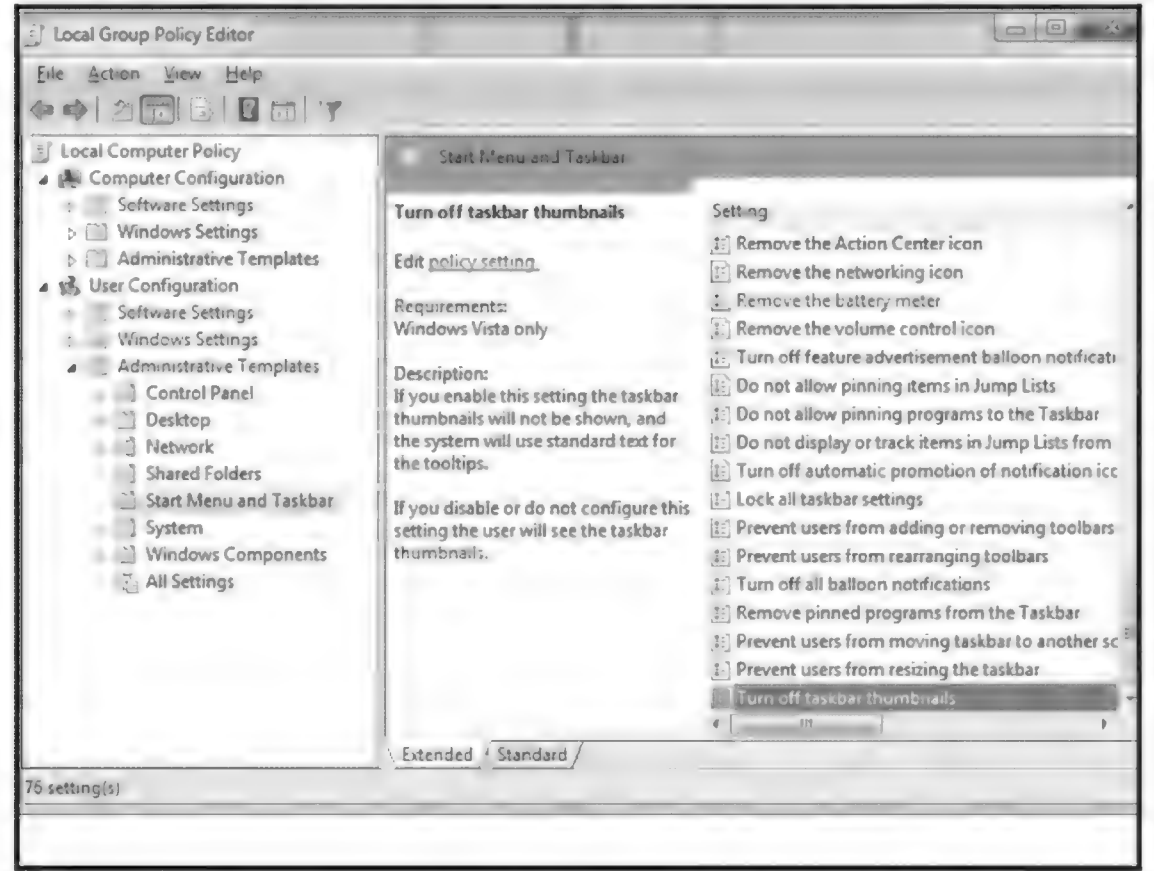 Local Group Policy Editor
File Action View Help
Local Computer Policy
Computer Configuration
Software Settings
Windows Settings
Administrative Templates
User Configuration
Software Settings
Windows Settings
Administrative Templates
Control Panel
Desktop
Network
Shared Folders
Start Menu and Taskbar
System
Windows Components
All Settings
Start Menu and Taskbar
Turn off taskbar thumbnails
Edit policy setting
Requirements:
Windows Vista only
Description:
If you enable this setting the taskbar
thumbnails will not be shown, and
the system will use standard text for
the tooltips.
If you disable or do not configure this
setting the user will see the taskbar
thumbnails.
Setting
Remove the Action Center icon
Remove the networking icon
Remove the battery meter
Remove the volume control icon
Turn off feature advertisement balloon notificati
Do not allow pinning items in Jump Lists
Do not allow pinning programs to the Taskbar
Do not display or track items in Jump Lists from
Turn off automatic promotion of notification icc
Lock all taskbar settings
Prevent users from adding or removing toolbars
Prevent users from rearranging toolbars
Turn off all balloon notifications
Remove pinned programs from the Taskbar
Prevent users from moving taskbar to another sc
Prevent users from resizing the taskbar
Turn off taskbar thumbnails
Extended Standard
76 setting(s)